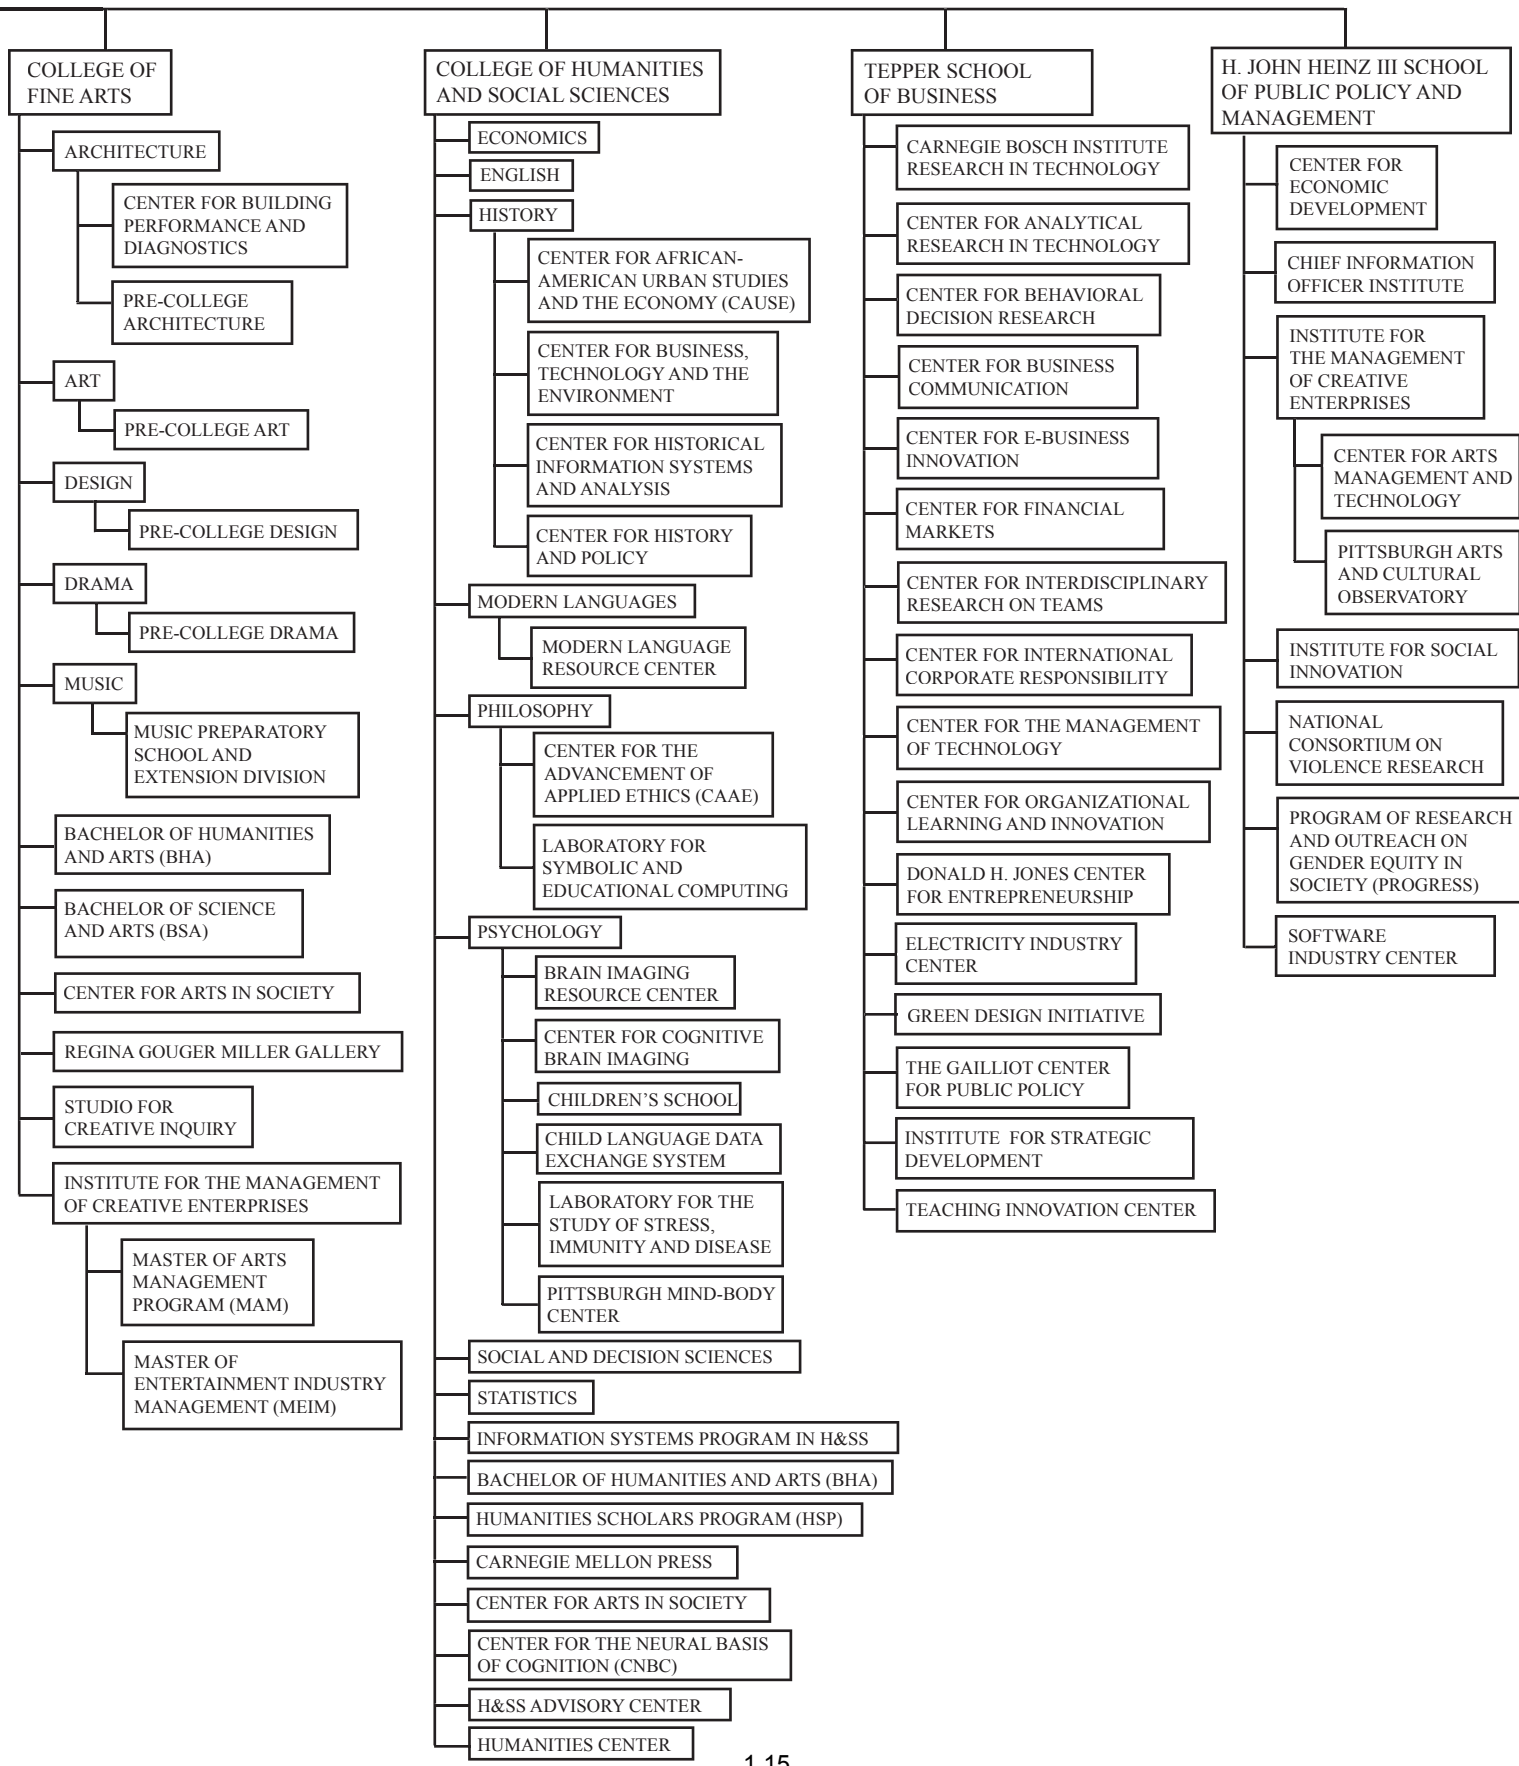 COLLEGE OF
FINE ARTS
ARCHITECTURE
CENTER FOR BUILDING
PERFORMANCE AND
DIAGNOSTICS
PRE-COLLEGE
ARCHITECTURE
ART
PRE-COLLEGE ART
DESIGN
PRE-COLLEGE DESIGN
DRAMA
PRE-COLLEGE DRAMA
MUSIC
MUSIC PREPARATORY
SCHOOL AND
EXTENSION DIVISION
BACHELOR OF HUMANITIES
AND ARTS (BHA)
BACHELOR OF SCIENCE
AND ARTS (BSA)
CENTER FOR ARTS IN SOCIETY
REGINA GOUGER MILLER GALLERY
STUDIO FOR
CREATIVE INQUIRY
INSTITUTE FOR THE MANAGEMENT
OF CREATIVE ENTERPRISES
MASTER OF ARTS
MANAGEMENT
PROGRAM (MAM)
MASTER OF
ENTERTAINMENT INDUSTRY
MANAGEMENT (MEIM)
COLLEGE OF HUMANITIES
AND SOCIAL SCIENCES
ECONOMICS
ENGLISH
HISTORY
CENTER FOR AFRICAN-
AMERICAN URBAN STUDIES
AND THE ECONOMY (CAUSE)
CENTER FOR BUSINESS,
TECHNOLOGY AND THE
ENVIRONMENT
CENTER FOR HISTORICAL
INFORMATION SYSTEMS
AND ANALYSIS
CENTER FOR HISTORY
AND POLICY
MODERN LANGUAGES
MODERN LANGUAGE
RESOURCE CENTER
PHILOSOPHY
CENTER FOR THE
ADVANCEMENT OF
APPLIED ETHICS (CAAE)
LABORATORY FOR
SYMBOLIC AND
EDUCATIONAL COMPUTING
PSYCHOLOGY
BRAIN IMAGING
RESOURCE CENTER
CENTER FOR COGNITIVE
BRAIN IMAGING
CHILDREN'S SCHOOL
CHILD LANGUAGE DATA
EXCHANGE SYSTEM
LABORATORY FOR THE
STUDY OF STRESS,
IMMUNITY AND DISEASE
PITTSBURGH MIND-BODY
CENTER
SOCIAL AND DECISION SCIENCES
STATISTICS
INFORMATION SYSTEMS PROGRAM IN H&SS
BACHELOR OF HUMANITIES AND ARTS (BHA)
HUMANITIES SCHOLARS PROGRAM (HSP)
CARNEGIE MELLON PRESS
CENTER FOR ARTS IN SOCIETY
CENTER FOR THE NEURAL BASIS
OF COGNITION (CNBC)
H&SS ADVISORY CENTER
HUMANITIES CENTER
TEPPER SCHOOL
OF BUSINESS
CARNEGIE BOSCH INSTITUTE
RESEARCH IN TECHNOLOGY
CENTER FOR ANALYTICAL
RESEARCH IN TECHNOLOGY
CENTER FOR BEHAVIORAL
DECISION RESEARCH
CENTER FOR BUSINESS
COMMUNICATION
CENTER FOR E-BUSINESS
INNOVATION
CENTER FOR FINANCIAL
MARKETS
CENTER FOR INTERDISCIPLINARY
RESEARCH ON TEAMS
CENTER FOR INTERNATIONAL
CORPORATE RESPONSIBILITY
CENTER FOR THE MANAGEMENT
OF TECHNOLOGY
CENTER FOR ORGANIZATIONAL
LEARNING AND INNOVATION
DONALD H. JONES CENTER
FOR ENTREPRENEURSHIP
ELECTRICITY INDUSTRY
CENTER
GREEN DESIGN INITIATIVE
THE GAILLIOT CENTER
FOR PUBLIC POLICY
INSTITUTE FOR STRATEGIC
DEVELOPMENT
TEACHING INNOVATION CENTER
H. JOHN HEINZ III SCHOOL
OF PUBLIC POLICY AND
MANAGEMENT
CENTER FOR
ECONOMIC
DEVELOPMENT
CHIEF INFORMATION
OFFICER INSTITUTE
INSTITUTE FOR
THE MANAGEMENT
OF CREATIVE
ENTERPRISES
CENTER FOR ARTS
MANAGEMENT AND
TECHNOLOGY
PITTSBURGH ARTS
AND CULTURAL
OBSERVATORY
INSTITUTE FOR SOCIAL
INNOVATION
NATIONAL
CONSORTIUM ON
VIOLENCE RESEARCH
PROGRAM OF RESEARCH
AND OUTREACH ON
GENDER EQUITY IN
SOCIETY (PROGRESS)
SOFTWARE
INDUSTRY CENTER
1.15